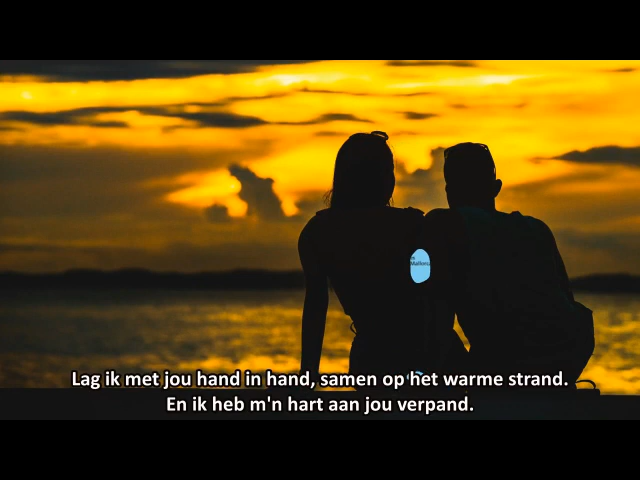 Lag ik met jou hand in hand, samen op het warme strand.
En ik heb m'n hart aan jou verpand.